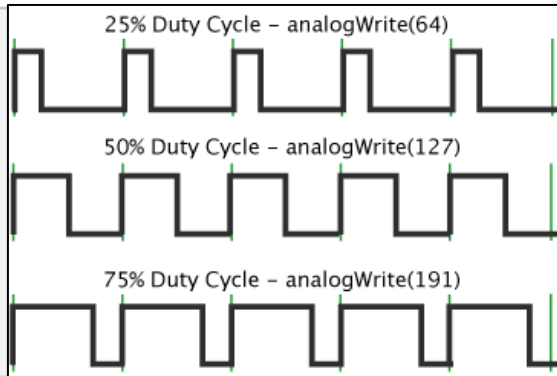 25% Duty Cycle – analogWrite(64)
50% Duty Cycle – analogWrite(127)
75% Duty Cycle – analogWrite(191)